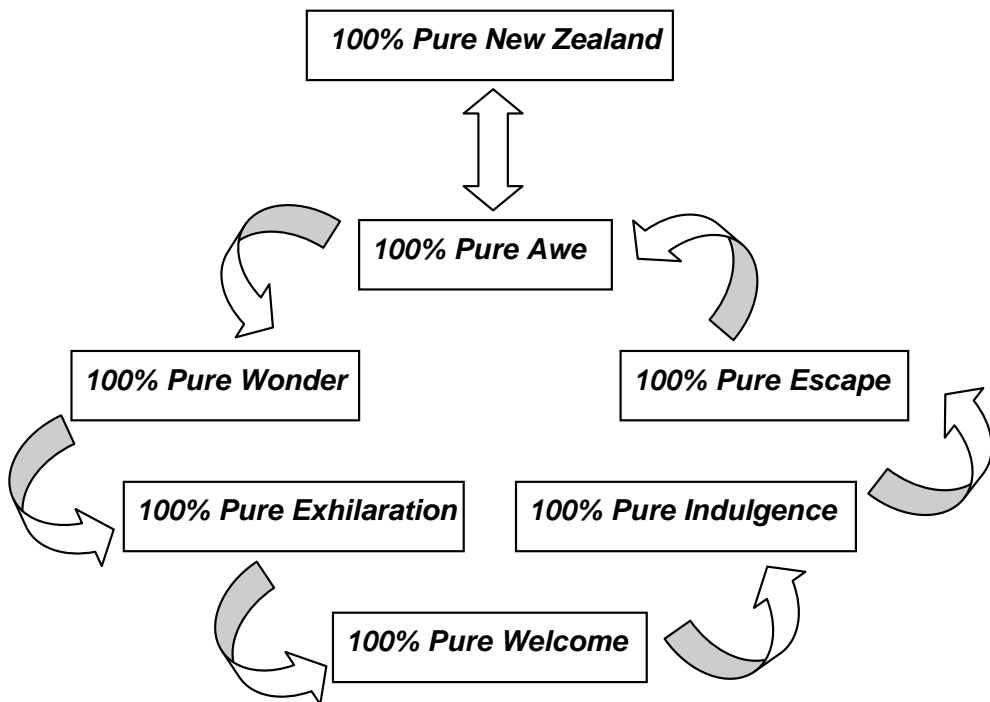 100% Pure New Zealand
100% Pure Awe
100% Pure Wonder
100% Pure Escape
100% Pure Exhilaration
100% Pure Indulgence
100% Pure Welcome